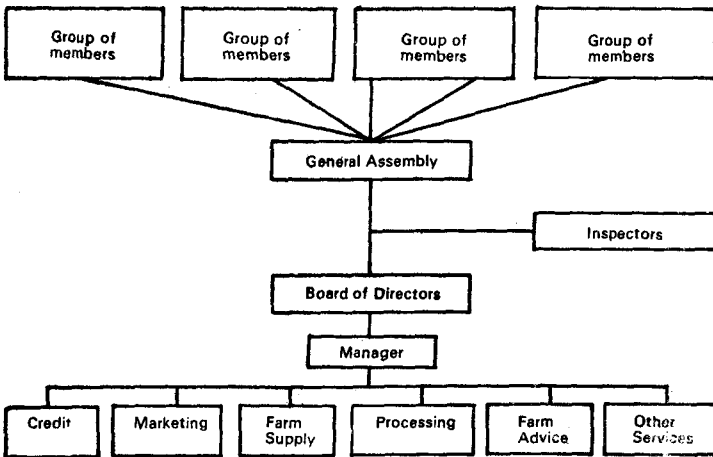 Group of
members
Group of
members
Group of
members
Group of
members
General Assembly
Inspectors
Board of Directors
Manager
Credit
Marketing
Farm
Supply
Processing
Farm
Advice
Other
Services